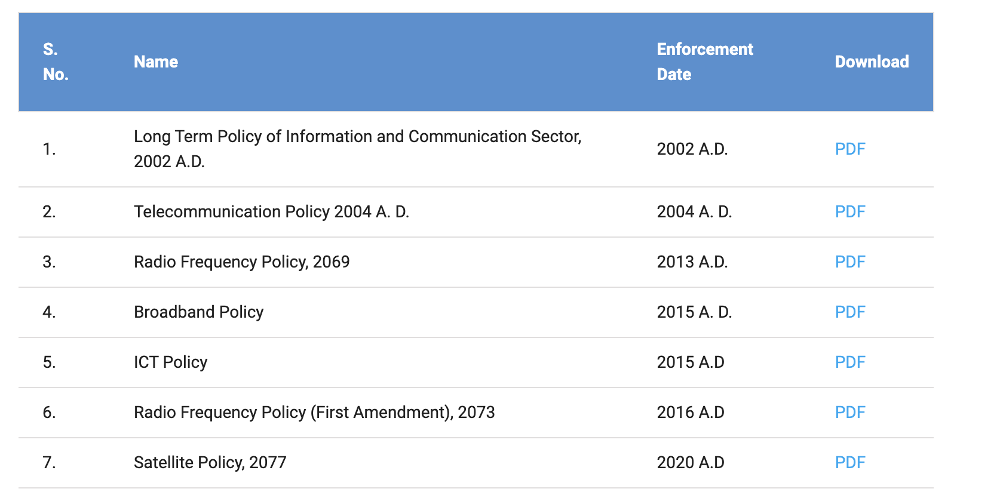 S.
No.
Name
Enforcement
Date
Download
1.
Long Term Policy of Information and Communication Sector,
2002 A.D.
2002 A.D.
PDF
2.
Telecommunication Policy 2004 A. D.
2004 A. D.
PDF
3.
Radio Frequency Policy, 2069
2013 A.D.
PDF
4.
Broadband Policy
2015 A. D.
PDF
5.
ICT Policy
2015 A.D
PDF
6.
Radio Frequency Policy (First Amendment), 2073
2016 A.D
PDF
7.
Satellite Policy, 2077
2020 A.D
PDF